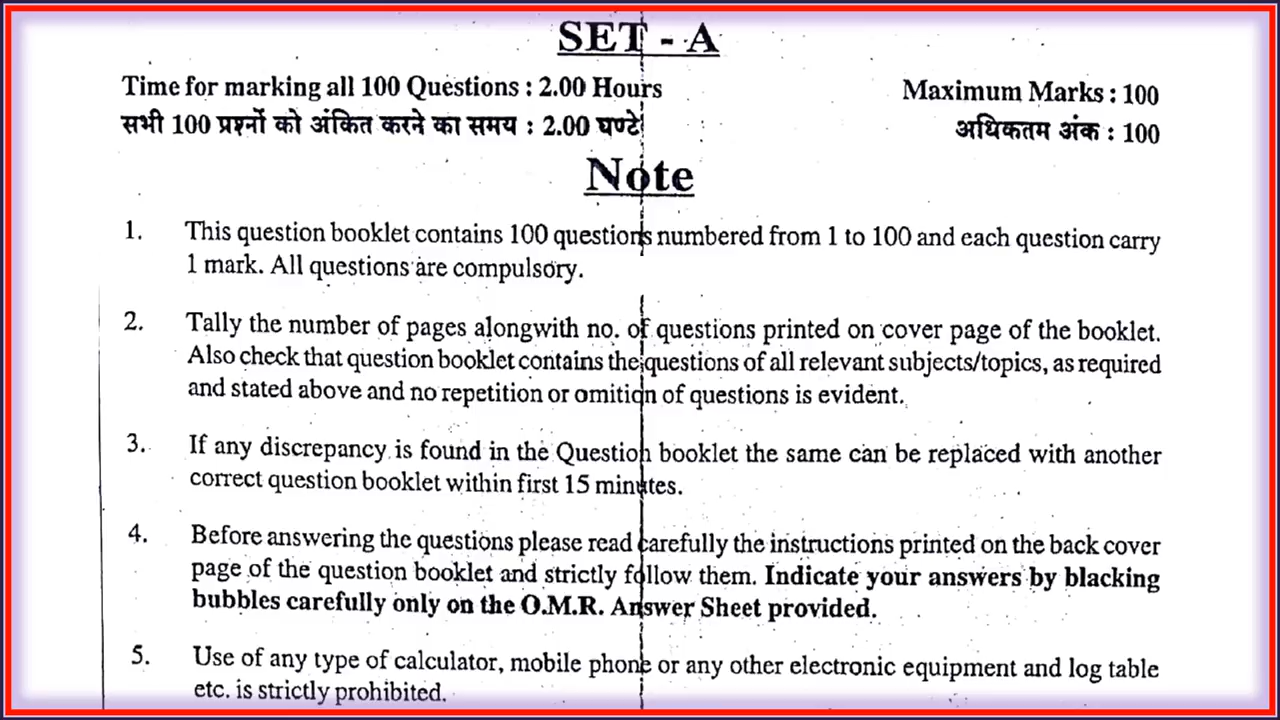 SET - A
Time for marking all 100 Questions : 2.00 Hours
Maximum Marks : 100
सभी 100 प्रश्नों को अंकित करने का समय : 2.00 घण्टे
अधिकतम अंक : 100
Note
1. This question booklet contains 100 questions numbered from 1 to 100 and each question carry
1 mark. All questions are compulsory.
2. Tally the number of pages alongwith no. of questions printed on cover page of the booklet.
Also check that question booklet contains the questions of all relevant subjects/topics, as required
and stated above and no repetition or omition of questions is evident.
3. If any discrepancy is found in the Question booklet the same can be replaced with another
correct question booklet within first 15 minutes.
4. Before answering the questions please read carefully the instructions printed on the back cover
page of the question booklet and strictly follow them. Indicate your answers by blacking
bubbles carefully only on the O.M.R. Answer Sheet provided.
5. Use of any type of calculator, mobile phone or any other electronic equipment and log table
etc. is strictly prohibited.